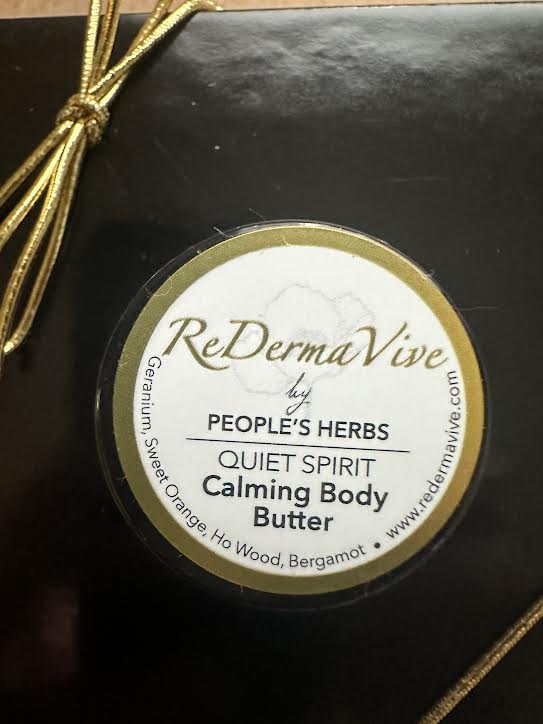 ReDermaVive
by
PEOPLE'S HERBS
QUIET SPIRIT
Calming Body
Butter
Geranium, Sweet Orange, Ho Wood, Bergamot • www.redermavive.com